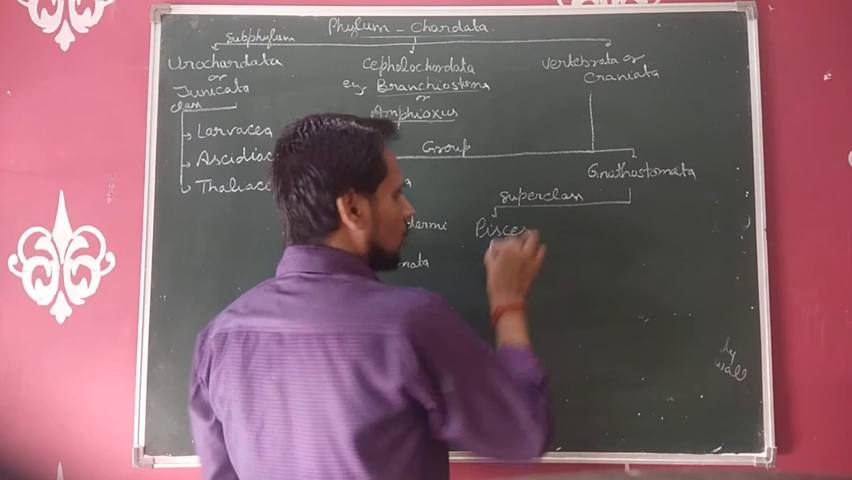 Phylum - Chordata
Subphylum
Urochordata
or
Tunicata
class
Larvacea
Ascidiac
Thaliac
Cephalochordata
eg, Branchiostoma
or
Amphioxus
Vertebrata or
Craniata
Group
Gnathostomata
Superclass
Pisces